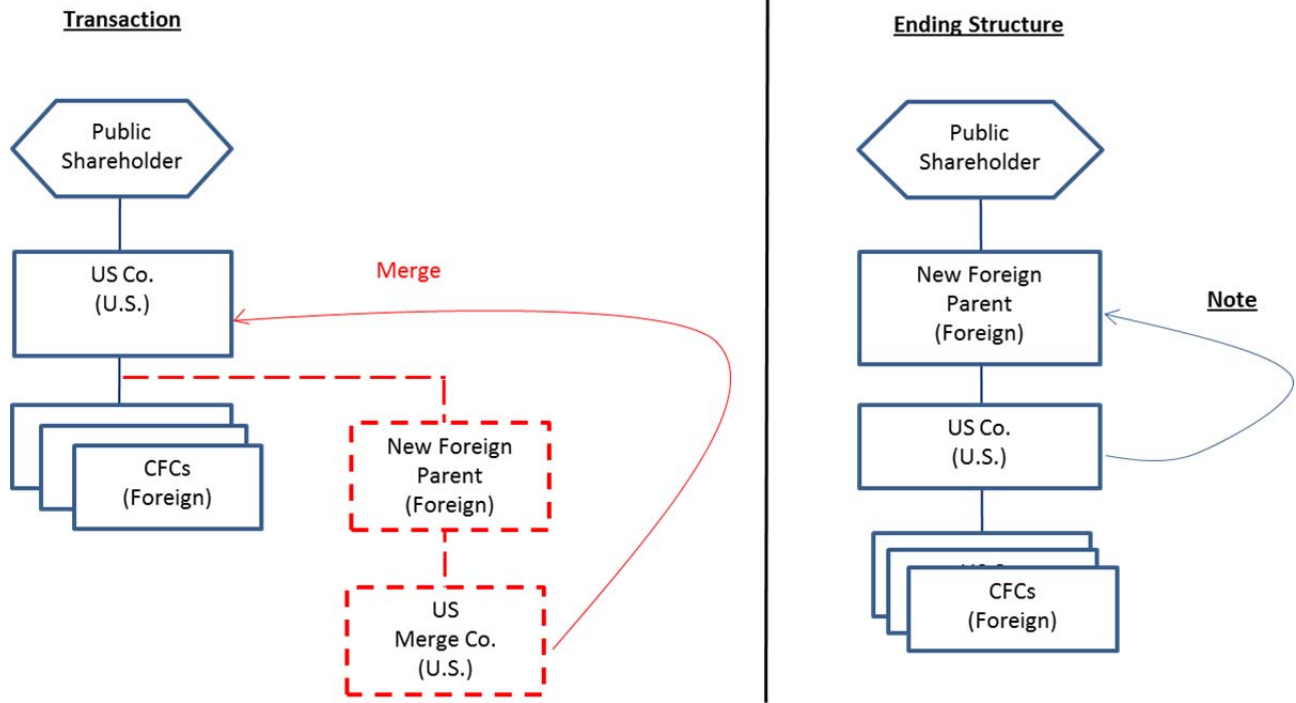 Transaction
Public
Shareholder
US Co.
(U.S.)
Merge
CFCs
(Foreign)
New Foreign
Parent
(Foreign)
US
Merge Co.
(U.S.)
Ending Structure
Public
Shareholder
New Foreign
Parent
(Foreign)
Note
US Co.
(U.S.)
CFCs
(Foreign)